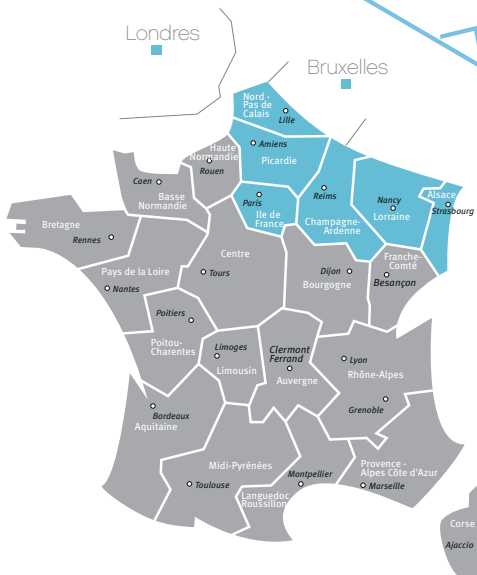 Londres
Bruxelles
Nord -
Pas de
Calais
Lille
Haute
Normandie
Rouen
Amiens
Picardie
Caen
Basse
Normandie
Paris
Ile de
France
Reims
Champagne-
Ardenne
Nancy
Lorraine
Alsace
Strasbourg
Bretagne
Rennes
Pays de la Loire
Nantes
Centre
Tours
Dijon
Bourgogne
Franche-
Comté
Besançon
Poitiers
Poitou-
Charentes
Limoges
Limousin
Clermont
Ferrand
Auvergne
Lyon
Rhône-Alpes
Grenoble
Bordeaux
Aquitaine
Midi-Pyrénées
Toulouse
Montpellier
Languedoc
Roussillon
Provence -
Alpes Côte d'Azur
Marseille
Corse
Ajaccio